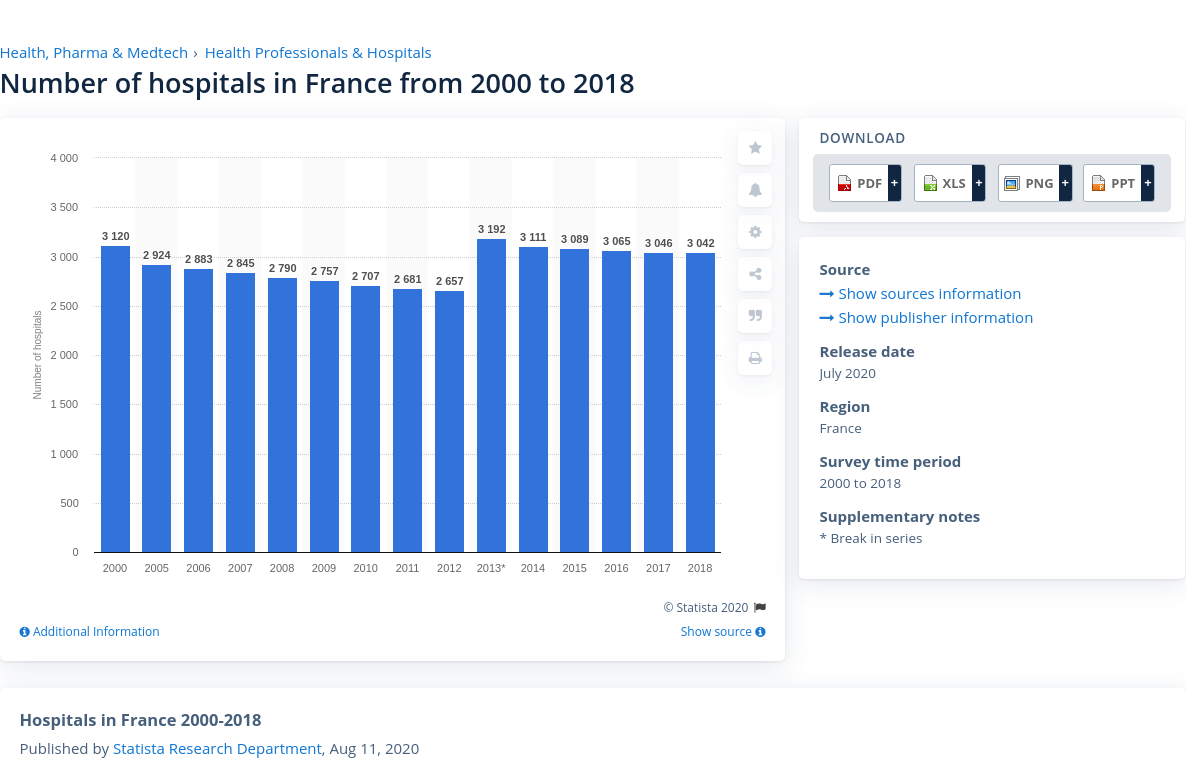 Health, Pharma & Medtech › Health Professionals & Hospitals
Number of hospitals in France from 2000 to 2018
Number of hospitals
4 000
3 500
3 000
2 500
2 000
1 500
1 000
500
0
3 120
2 924
2 883
2 845
2 790
2 757
2 707
2 681
2 657
3 192
3 111
3 089
3 065
3 046
3 042
2000 2005 2006 2007 2008 2009 2010 2011 2012 2013* 2014 2015 2016 2017 2018
© Statista 2020
Additional Information
Show source
DOWNLOAD
PDF + XLS + PNG + PPT +
Source
Show sources information
Show publisher information
Release date
July 2020
Region
France
Survey time period
2000 to 2018
Supplementary notes
* Break in series
Hospitals in France 2000-2018
Published by Statista Research Department, Aug 11, 2020